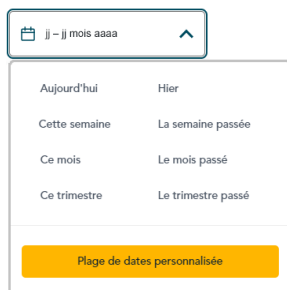 jj – jj mois aaaa
Aujourd'hui Hier
Cette semaine La semaine passée
Ce mois Le mois passé
Ce trimestre Le trimestre passé
Plage de dates personnalisée